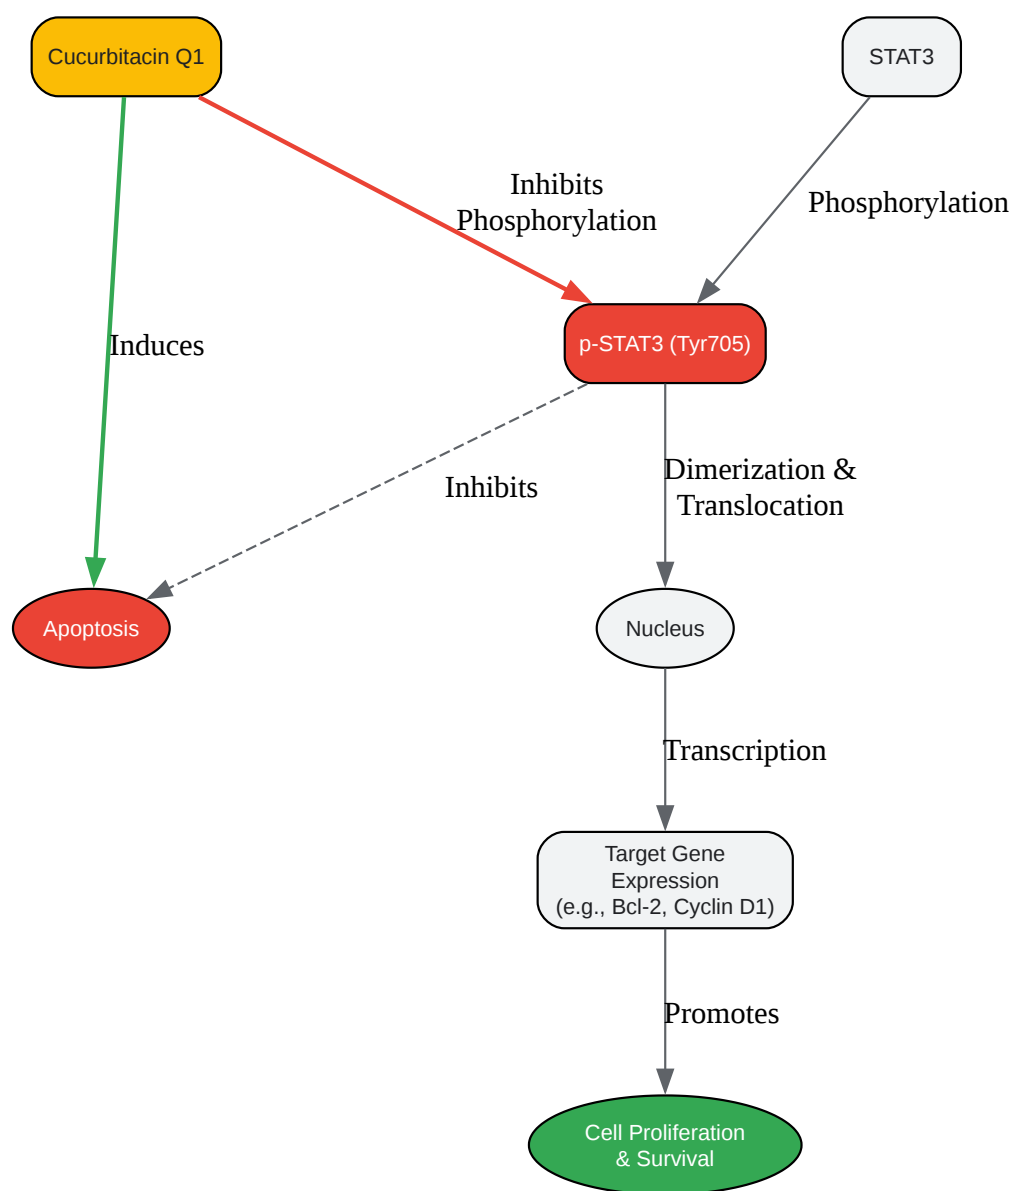 Cucurbitacin Q1
STAT3
Inhibits
Phosphorylation
Phosphorylation
Induces
p-STAT3 (Tyr705)
Inhibits
Dimerization &
Translocation
Apoptosis
Nucleus
Transcription
Target Gene
Expression
(e.g., Bcl-2, Cyclin D1)
Promotes
Cell Proliferation
& Survival